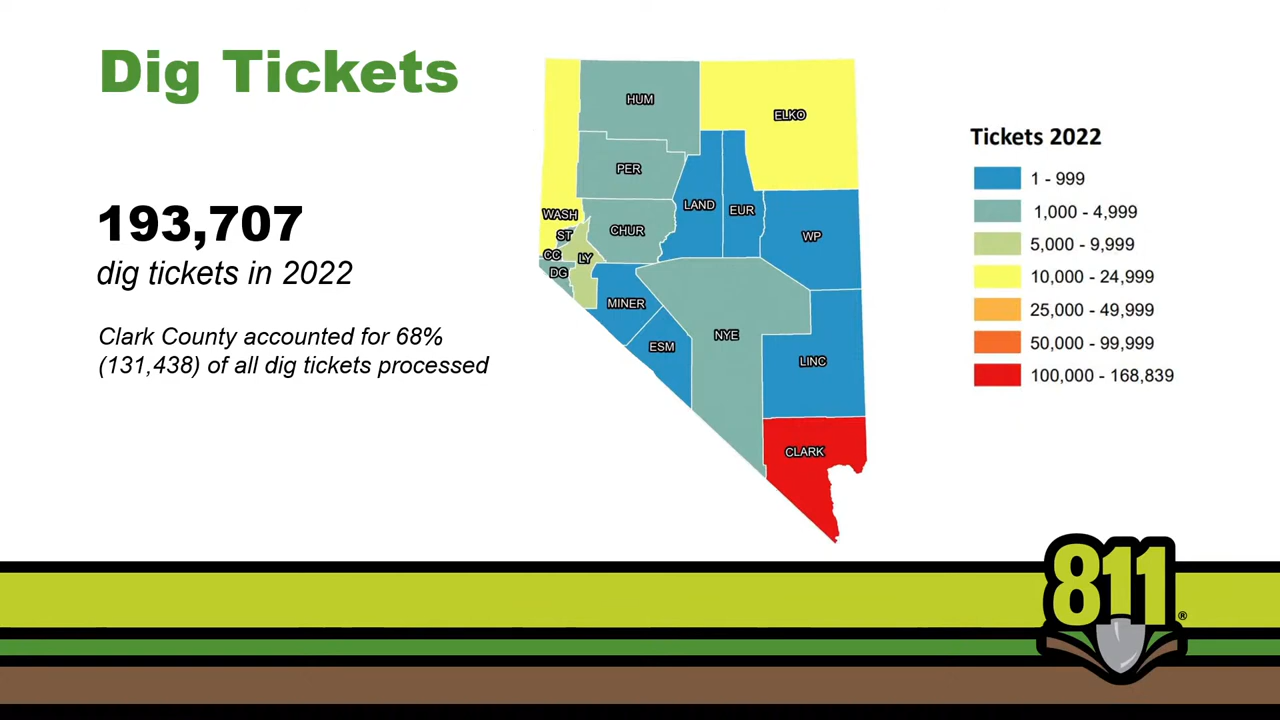 Dig Tickets
193,707
dig tickets in 2022
Clark County accounted for 68%
(131,438) of all dig tickets processed
HUM
ELKO
PER
WASH
LAND
EUR
ST
CHUR
WP
CC
LY
DG
MINER
NYE
ESM
LINC
CLARK
Tickets 2022
1 - 999
1,000 - 4,999
5,000 - 9,999
10,000 - 24,999
25,000 - 49,999
50,000 - 99,999
100,000 - 168,839
811
®